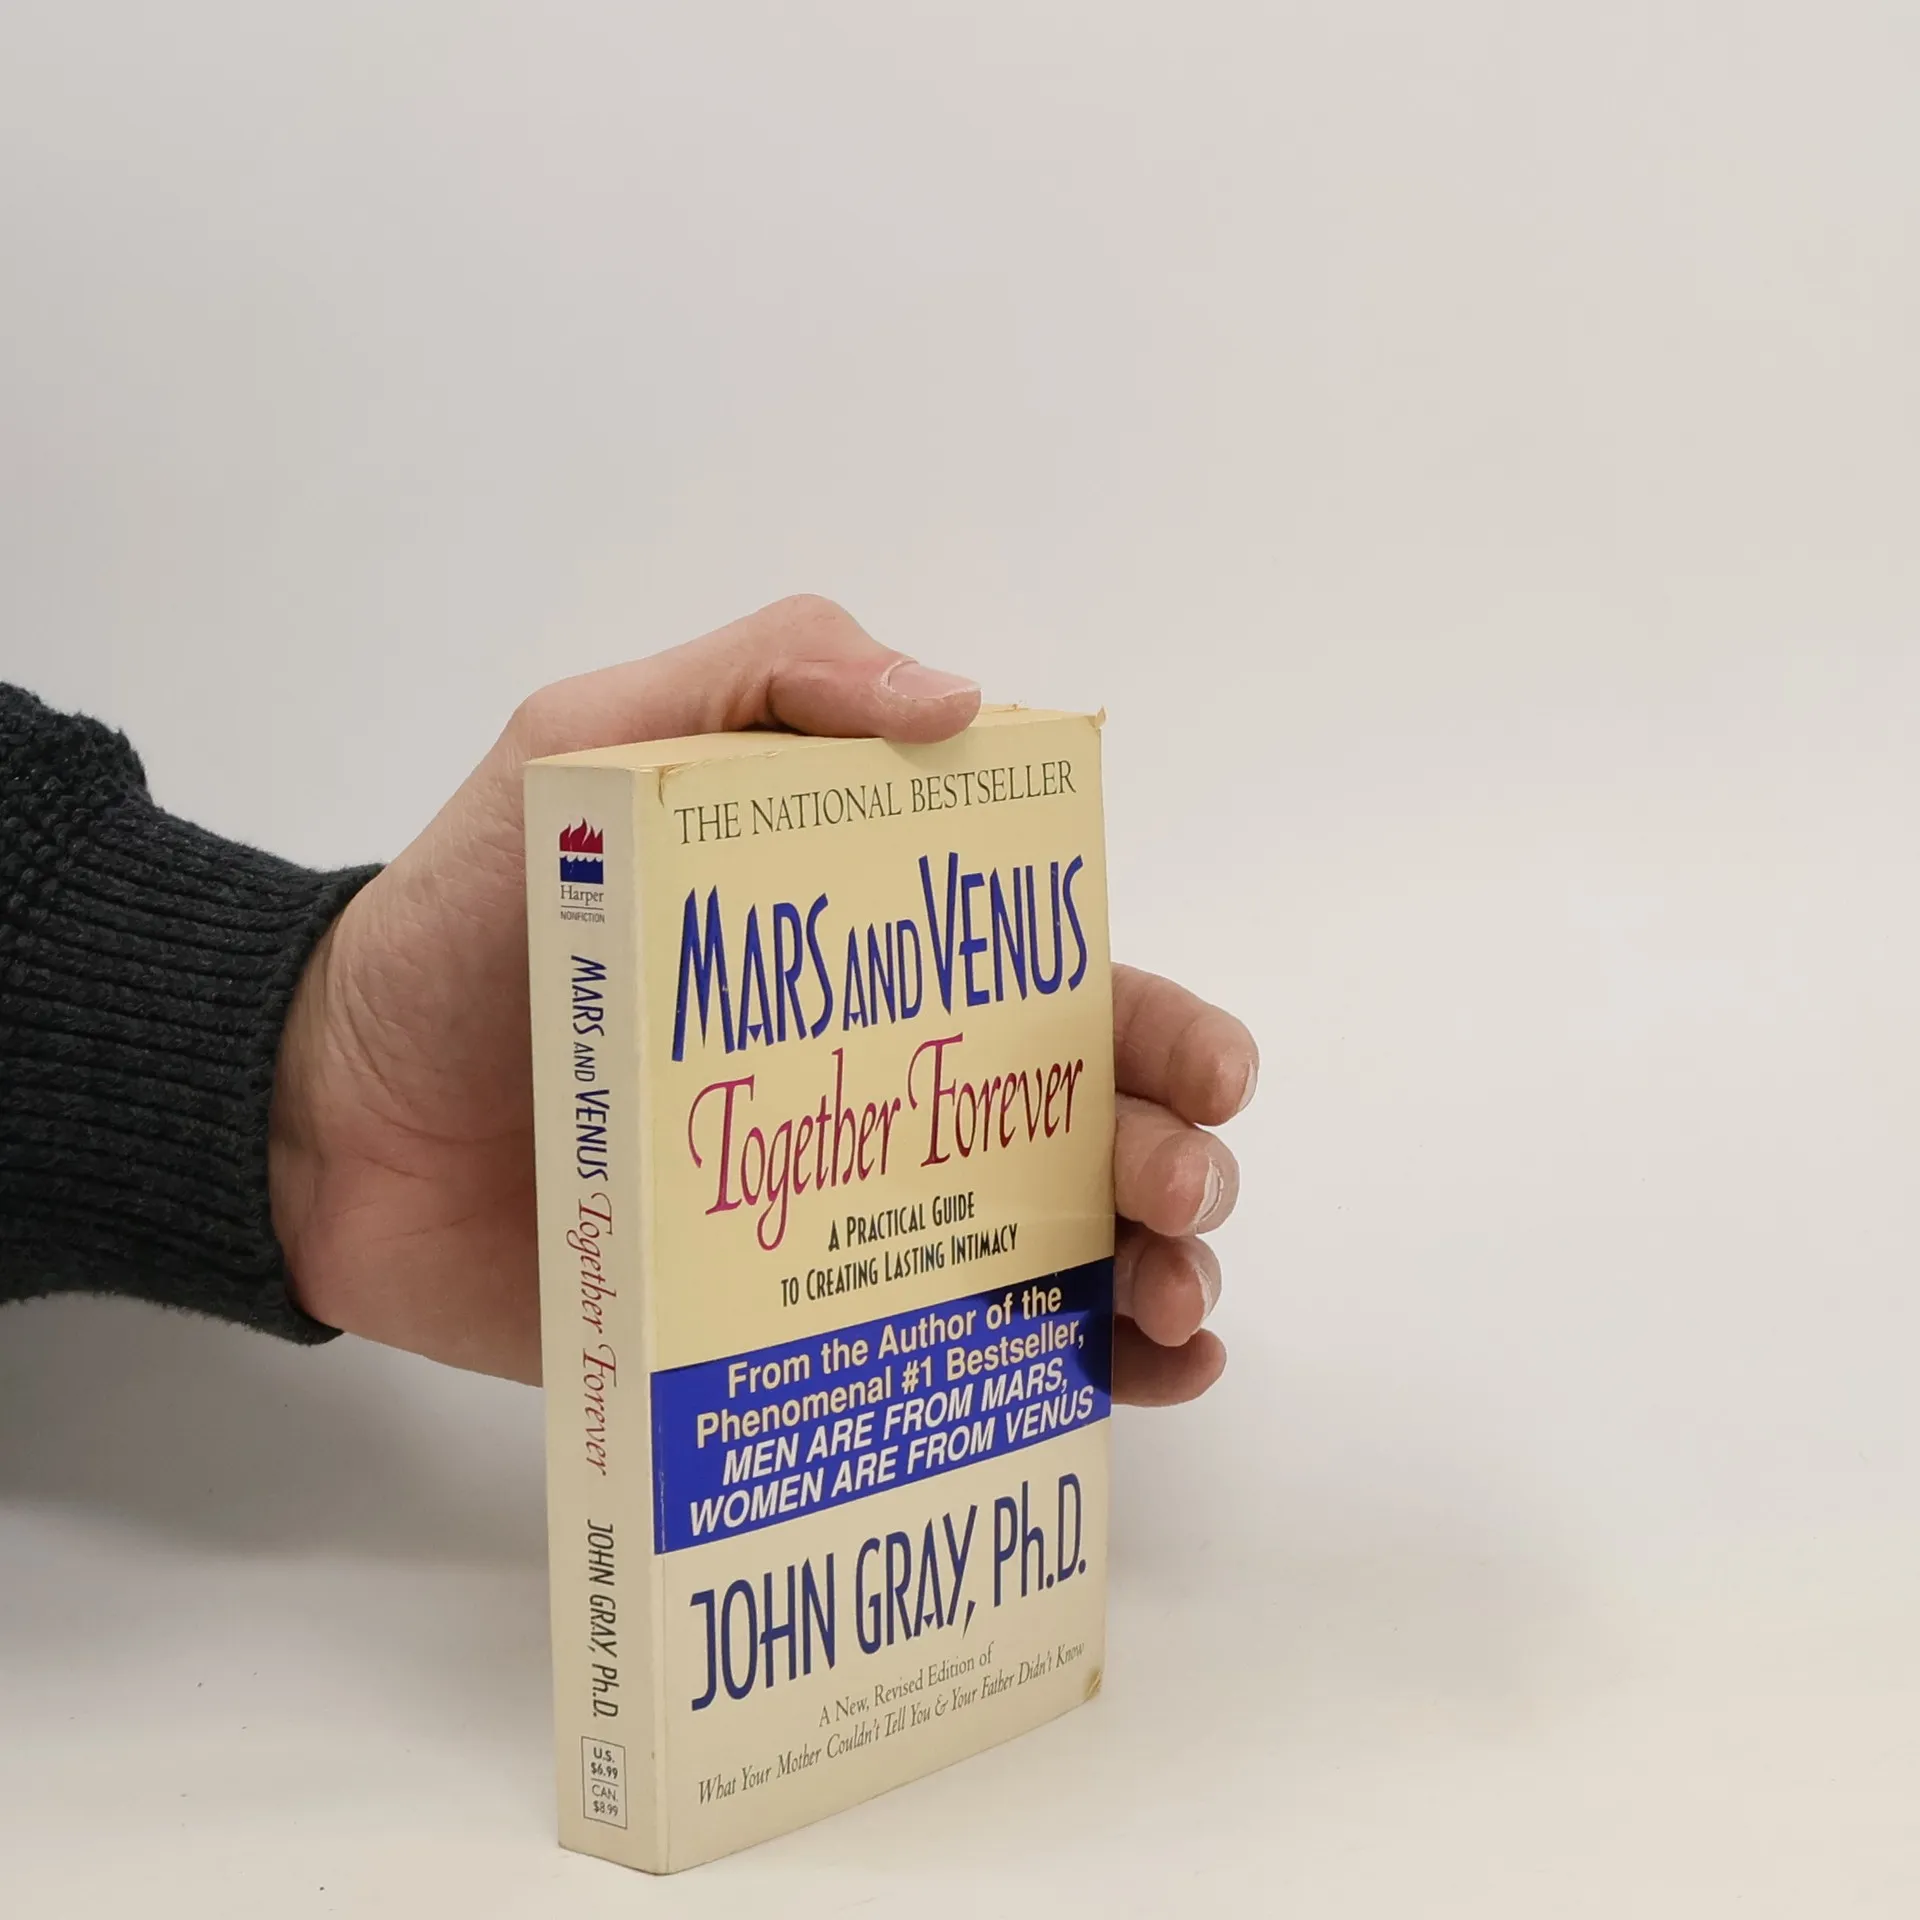 Harper
NONFICTION
MARS AND VENUS Together Forever
JOHN GRAY, Ph.D.
U.S.
$6.99
CAN.
$8.99
THE NATIONAL BESTSELLER
MARS AND VENUS
Together Forever
A PRACTICAL GUIDE
TO CREATING LASTING INTIMACY
From the Author of the
Phenomenal #1 Bestseller,
MEN ARE FROM MARS,
WOMEN ARE FROM VENUS
JOHN GRAY, Ph.D.
A New, Revised Edition of
What Your Mother Couldn't Tell You & Your Father Didn't Know